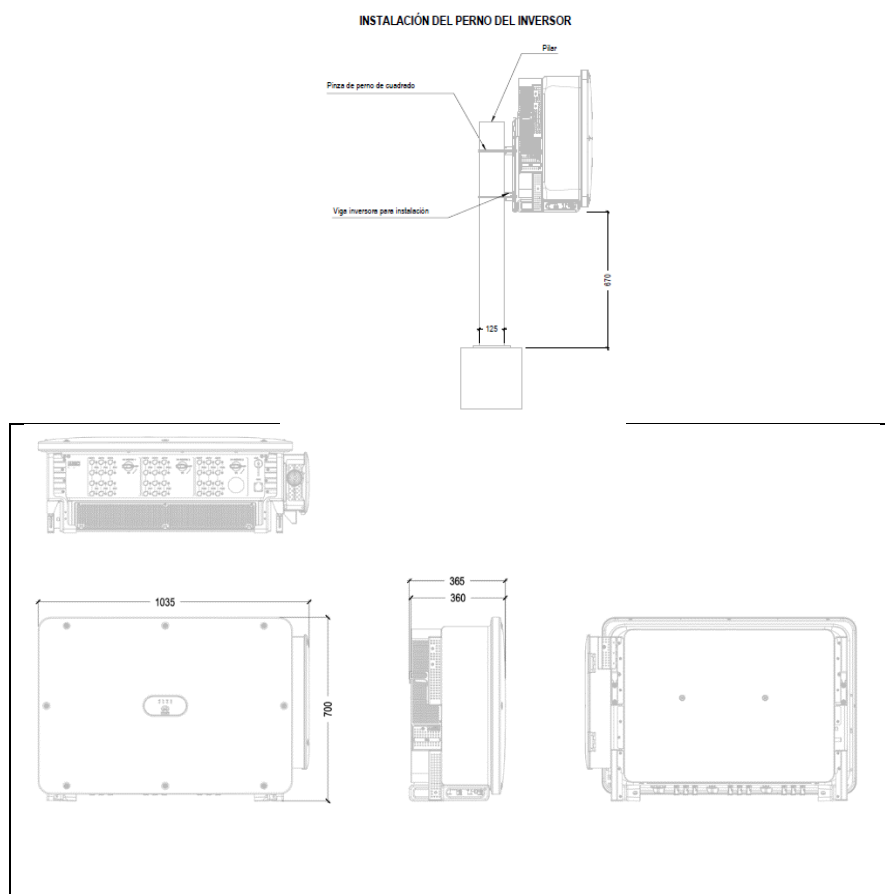 INSTALACIÓN DEL PERNO DEL INVERSOR
Pilar
Pinza de perno de cuadrado
Viga inversora para instalación
670
125
365
360
1035
700